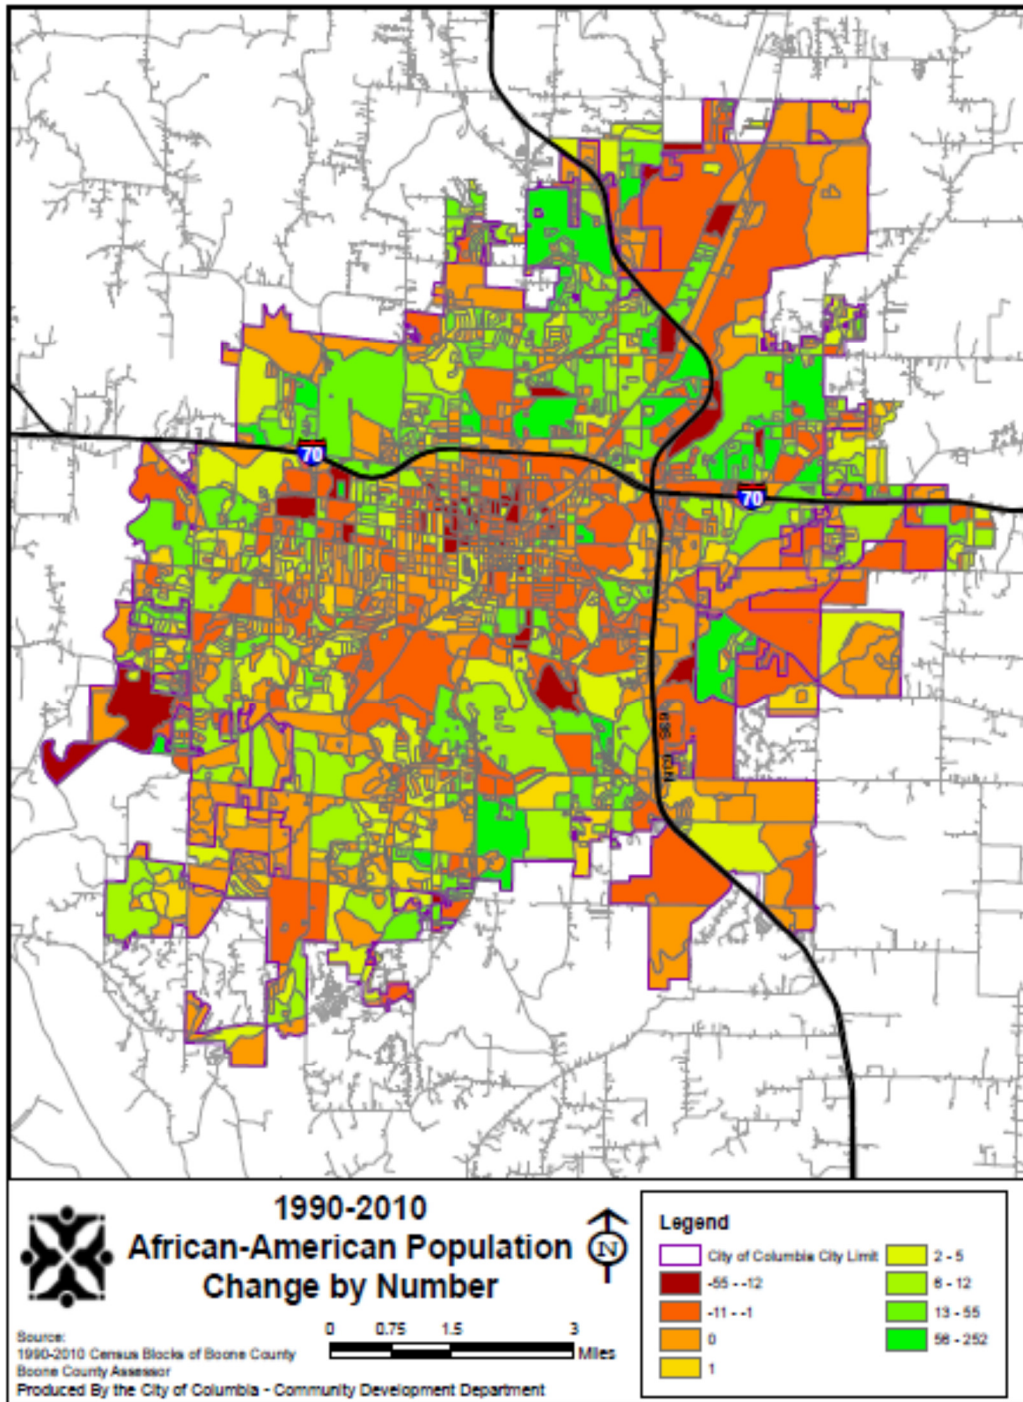 70
70
1990-2010
African-American Population
Change by Number
N
Source:
1990-2010 Census Blocks of Boone County
Boone County Assessor
Produced By the City of Columbia - Community Development Department
0 0.75 1.5 3
Miles
Legend
City of Columbia City Limit
-55 - -12
-11 - -1
0
1
2 - 5
6 - 12
13 - 55
56 - 252